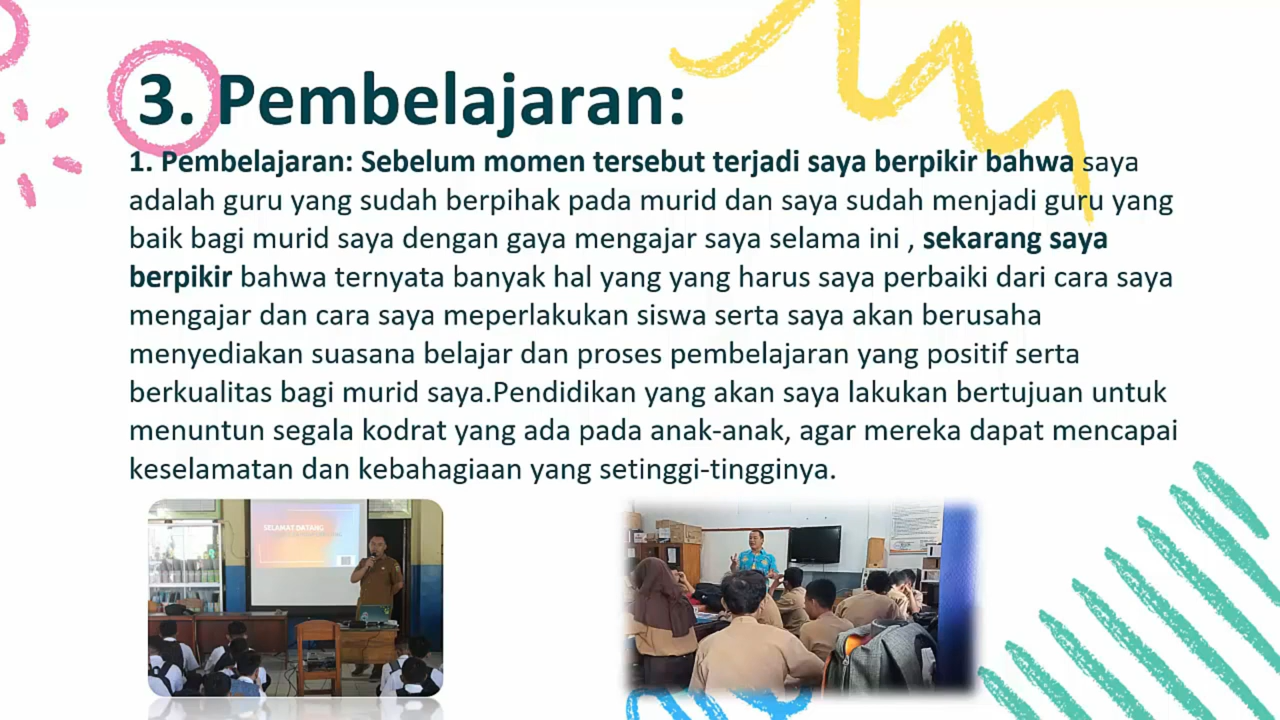 3. Pembelajaran:
1. Pembelajaran: Sebelum momen tersebut terjadi saya berpikir bahwa saya
adalah guru yang sudah berpihak pada murid dan saya sudah menjadi guru yang
baik bagi murid saya dengan gaya mengajar saya selama ini , sekarang saya
berpikir bahwa ternyata banyak hal yang yang harus saya perbaiki dari cara saya
mengajar dan cara saya meperlakukan siswa serta saya akan berusaha
menyediakan suasana belajar dan proses pembelajaran yang positif serta
berkualitas bagi murid saya.Pendidikan yang akan saya lakukan bertujuan untuk
menuntun segala kodrat yang ada pada anak-anak, agar mereka dapat mencapai
keselamatan dan kebahagiaan yang setinggi-tingginya.
SELAMAT DATANG